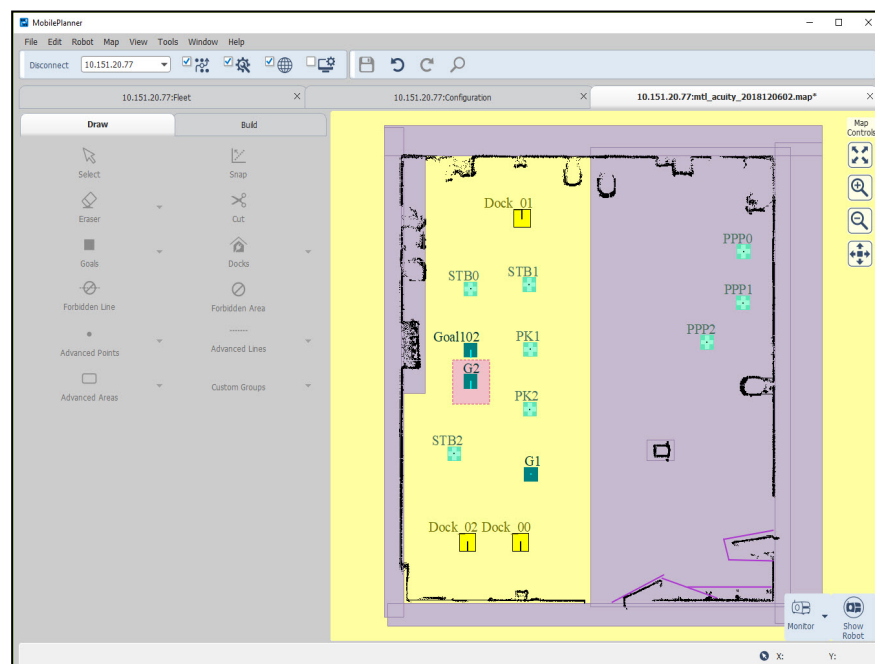 MobilePlanner
File Edit Robot Map View Tools Window Help
Disconnect 10.151.20.77
10.151.20.77:Fleet
10.151.20.77:Configuration
10.151.20.77:mtl_acuity_2018120602.map*
Draw Build
Select Snap
Eraser Cut
Goals Docks
Forbidden Line Forbidden Area
Advanced Points Advanced Lines
Advanced Areas Custom Groups
Map
Controls
Dock_01
PPP0
STB0 STB1
PPP1
Goal102 PK1 PPP2
G2
PK2
STB2
G1
Dock_02 Dock_00
Monitor Show
Robot
X: Y: